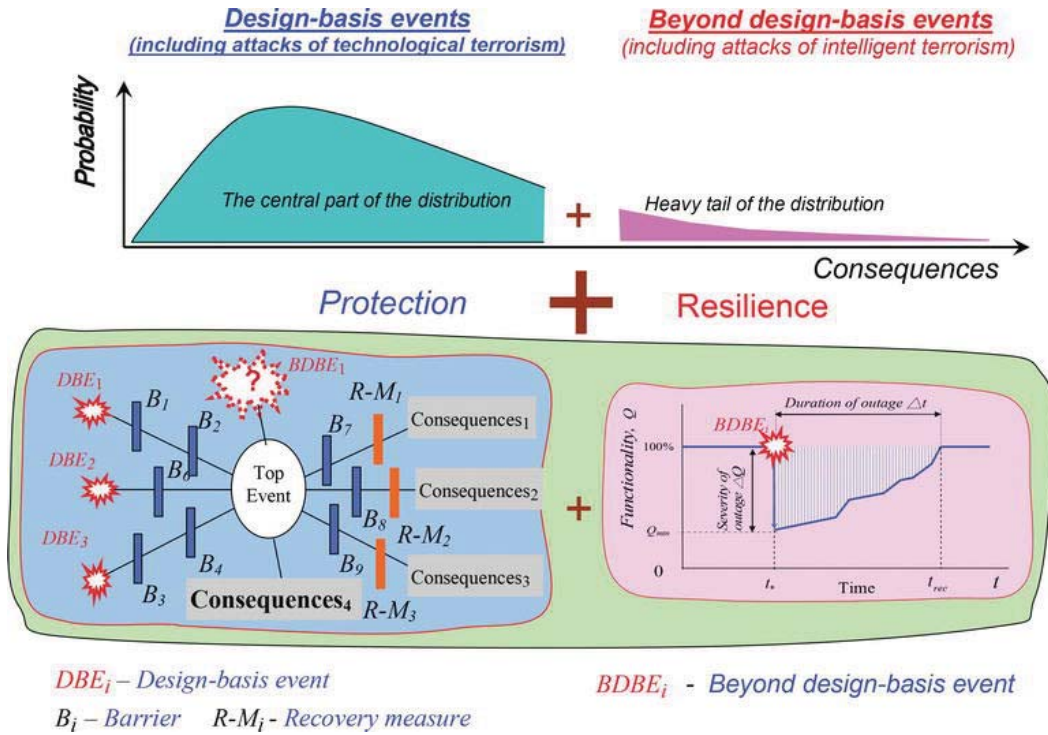 Design-basis events
(including attacks of technological terrorism)
Beyond design-basis events
(including attacks of intelligent terrorism)
Probability
The central part of the distribution
+
Heavy tail of the distribution
Consequences
Protection
+
Resilience
DBE1
B1
B2
?
BDBE1
R-M1
B7
Consequences1
DBE2
B6
Top
Event
B8
Consequences2
R-M2
DBE3
B3
B4
B9
Consequences3
R-M3
Consequences4
+
Functionality, Q
100%
Qmin
0
BDBEi
Duration of outage △t
Severity of
outage △Q
t*
Time
trec
t
DBEi – Design-basis event
BDBEi - Beyond design-basis event
Bi – Barrier R-Mi - Recovery measure